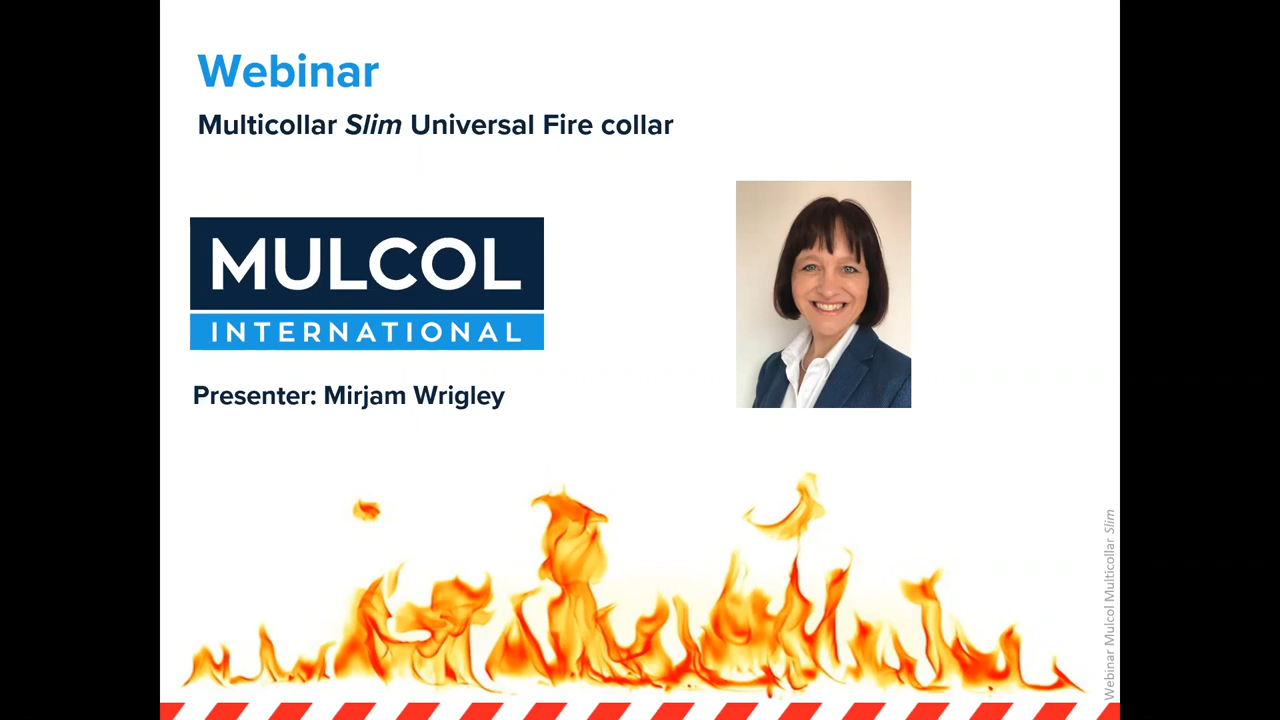 Webinar
Multicollar Slim Universal Fire collar
MULCOL
INTERNATIONAL
Presenter: Mirjam Wrigley
Webinar Mulcol Multicollar Slim